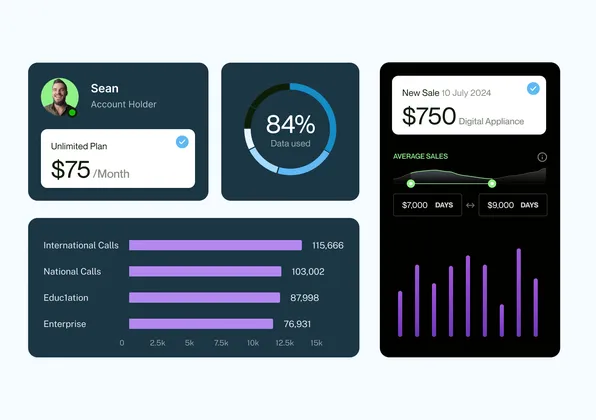 Sean
Account Holder
Unlimited Plan
$75 /Month
84%
Data used
International Calls 115,666
National Calls 103,002
Educ1ation 87,998
Enterprise 76,931
0 2.5k 5k 7.5k 10k 12.5k 15k
New Sale 10 July 2024
$750 Digital Appliance
AVERAGE SALES
$7,000 DAYS $9,000 DAYS